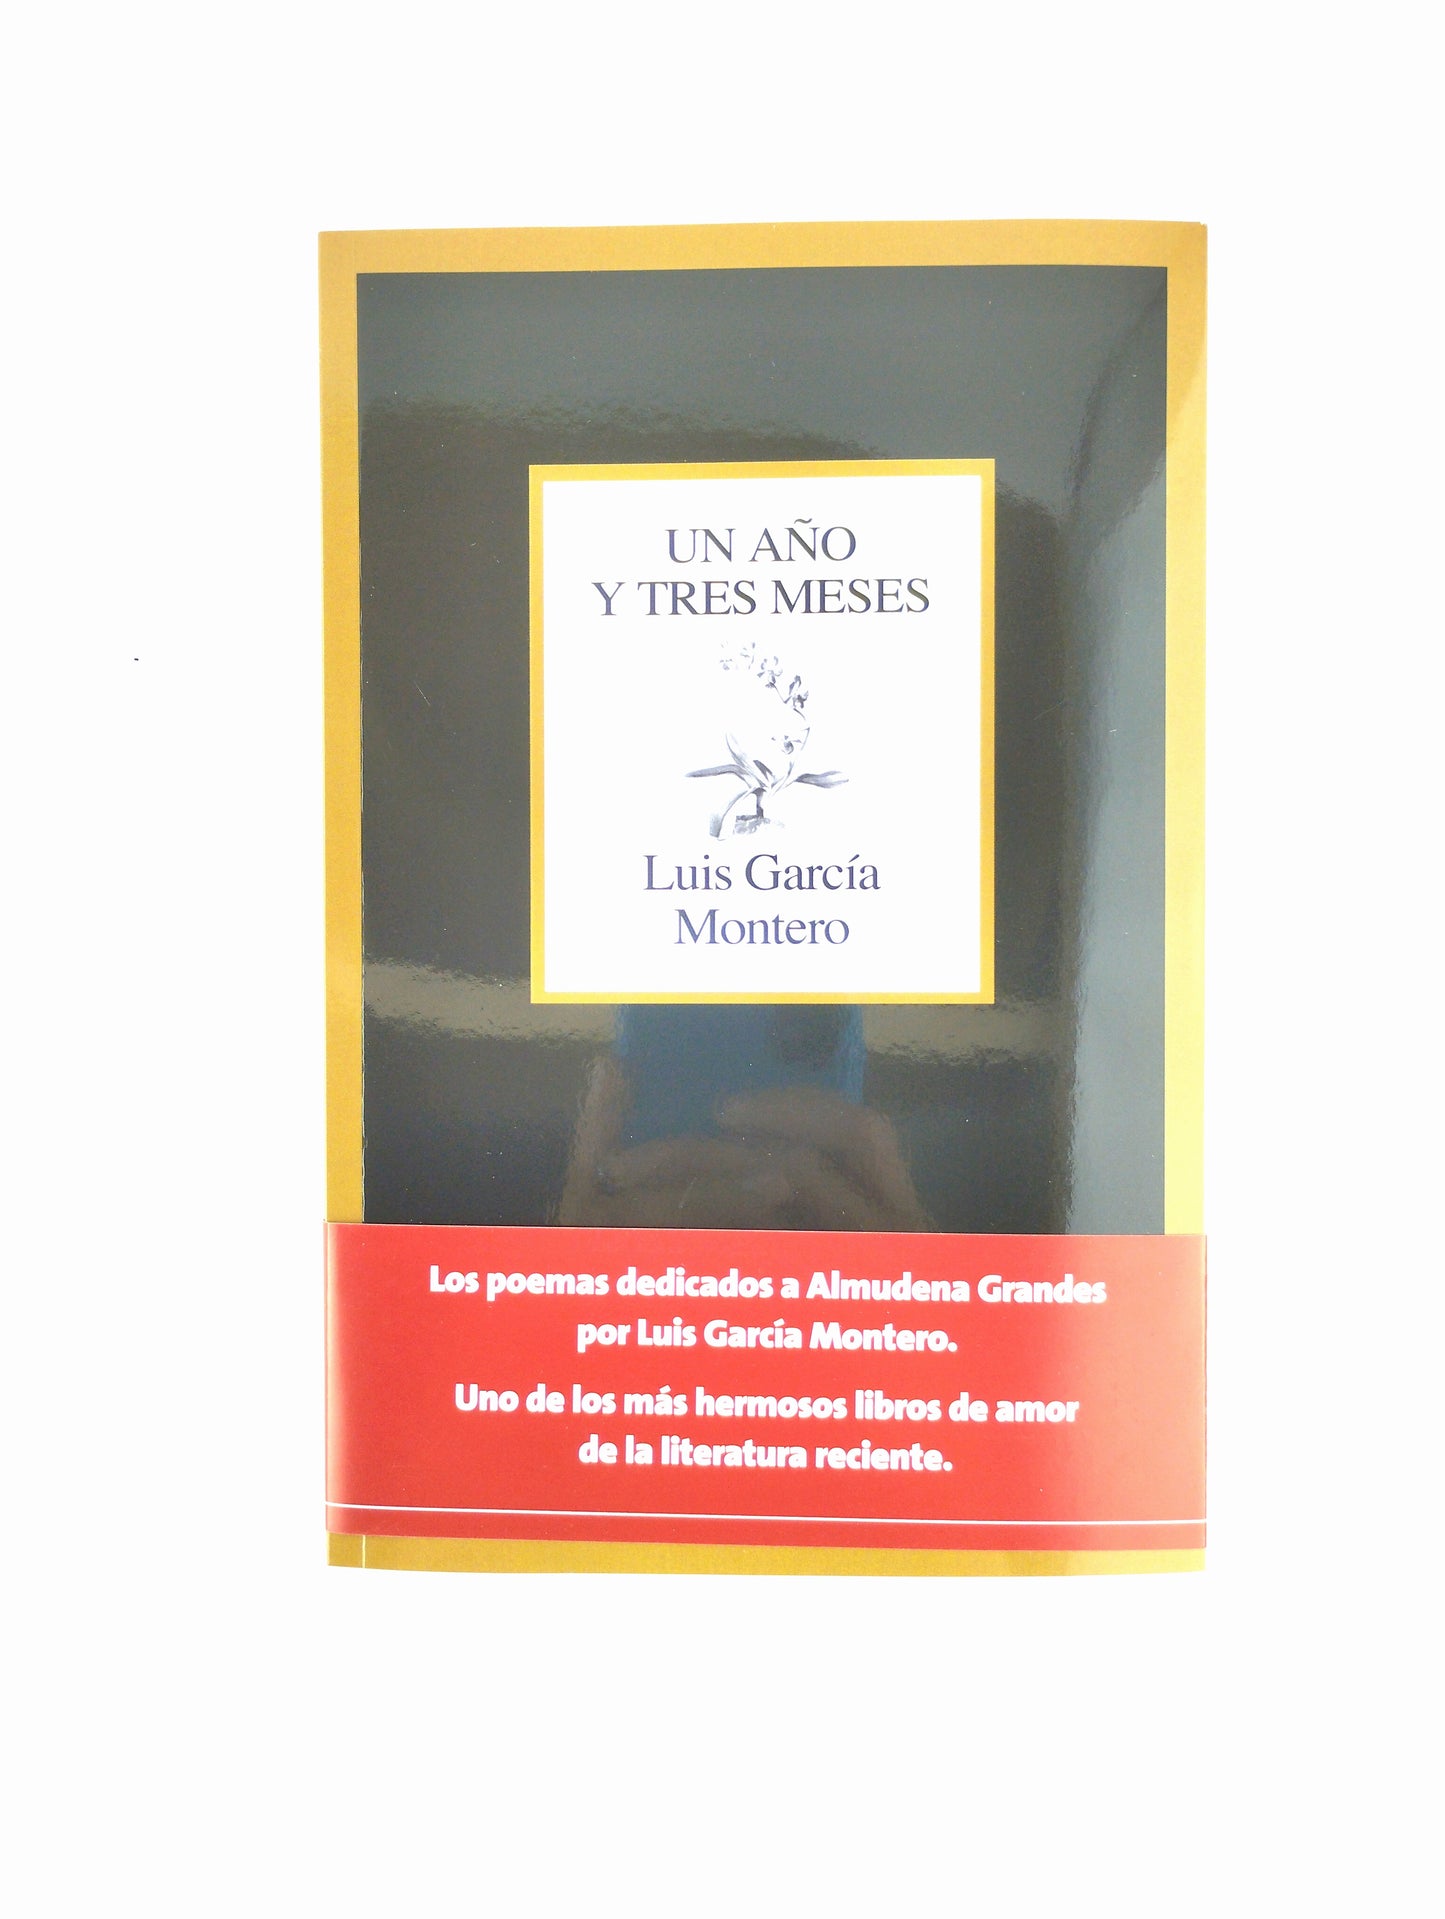 UN AÑO
Y TRES MESES
Luis García
Montero
Los poemas dedicados a Almudena Grandes
por Luis García Montero.
Uno de los más hermosos libros de amor
de la literatura reciente.